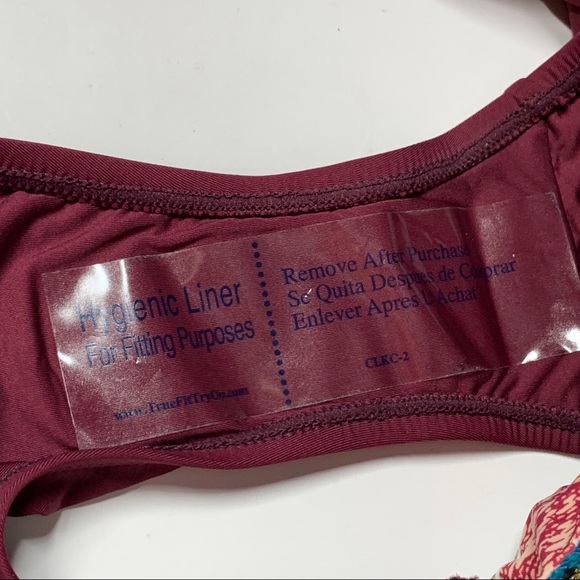 Hygienic Liner
For Fitting Purposes
www.TrueFitTryOn.com
Remove After Purchase
Se Quita Despues de Comprar
Enlever Apres L'Achat
CLKC-2